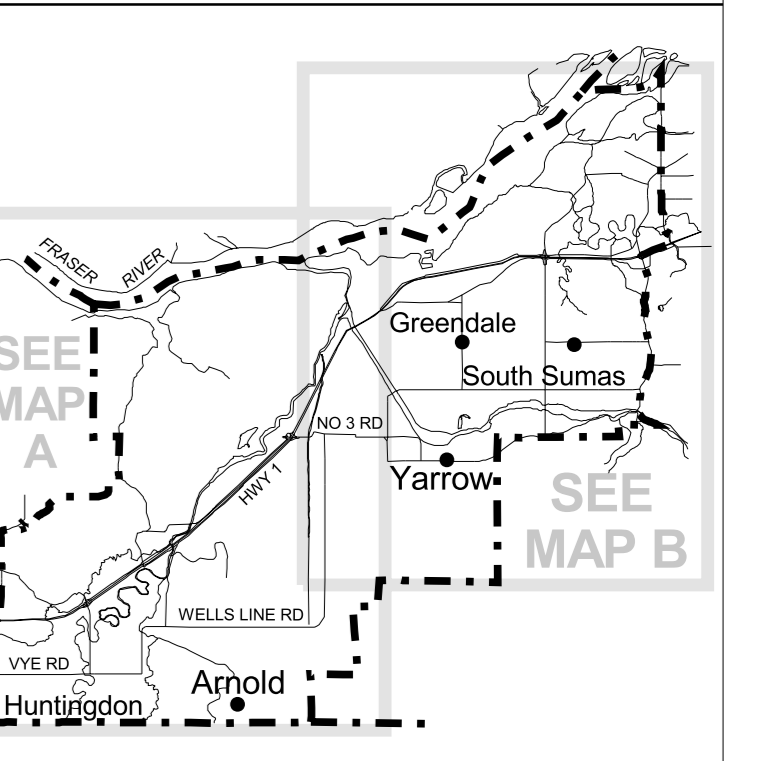 FRASER
RIVER
SEE
MAP
A
Greendale
South Sumas
NO 3 RD
HWY 1
Yarrow
SEE
MAP B
WELLS LINE RD
VYE RD
Arnold
Huntingdon